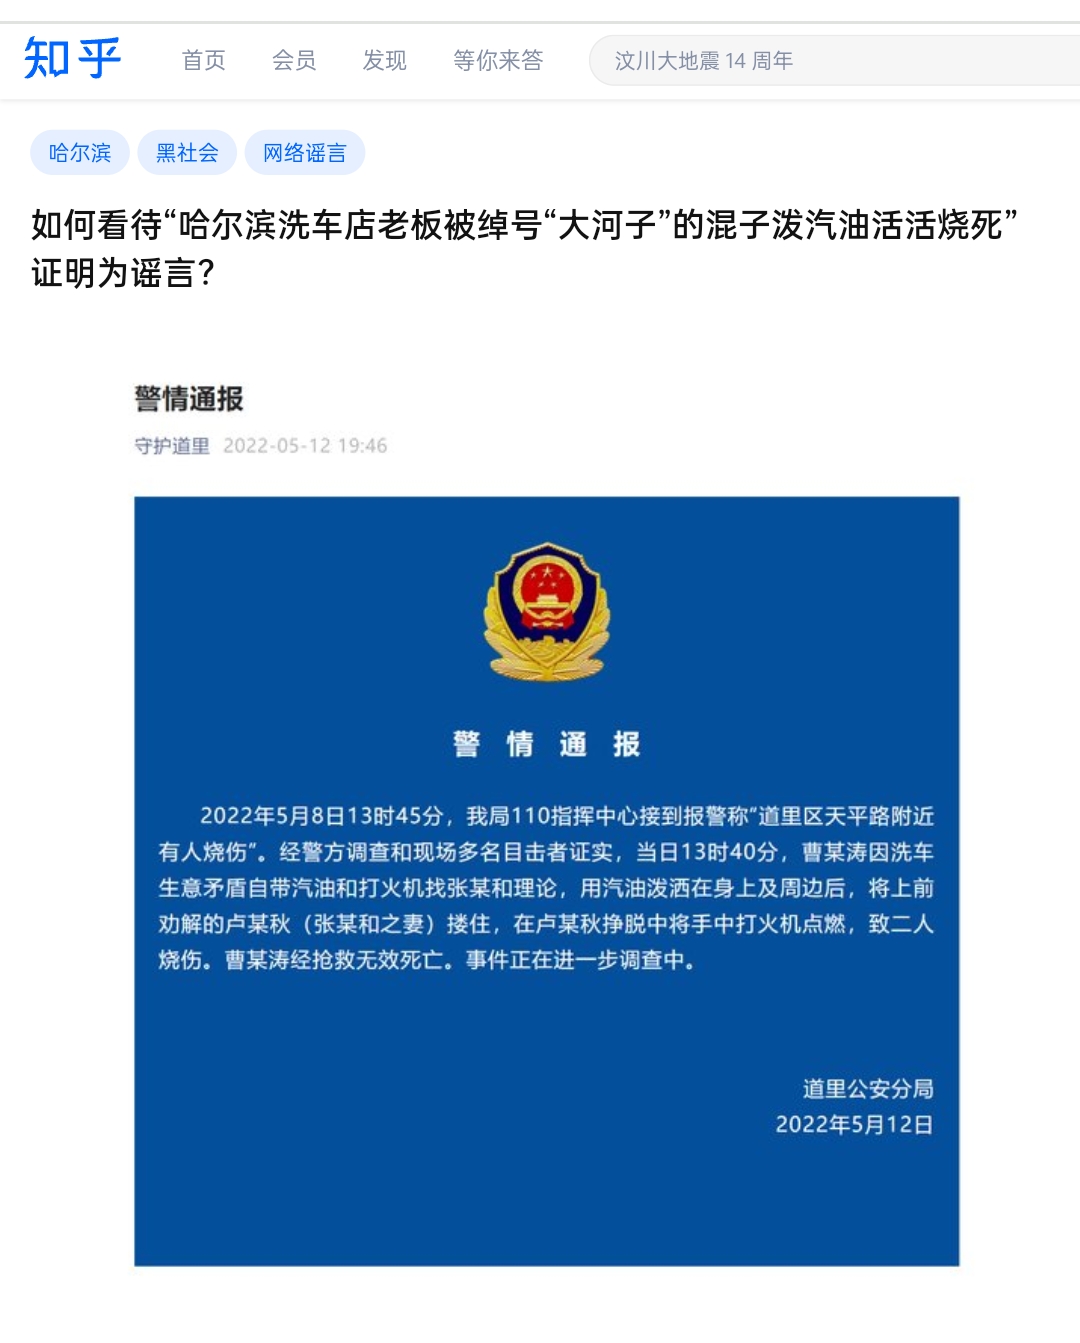 知乎 首页 会员 发现 等你来答 汶川大地震 14 周年
哈尔滨 黑社会 网络谣言
如何看待“哈尔滨洗车店老板被绰号“大河子”的混子泼汽油活活烧死”
证明为谣言？
警情通报
守护道里 2022-05-12 19:46
警 情 通 报
2022年5月8日13时45分，我局110指挥中心接到报警称“道里区天平路附近
有人烧伤”。经警方调查和现场多名目击者证实，当日13时40分，曹某涛因洗车
生意矛盾自带汽油和打火机找张某和理论，用汽油泼洒在身上及周边后，将上前
劝解的卢某秋（张某和之妻）搂住，在卢某秋挣脱中将手中打火机点燃，致二人
烧伤。曹某涛经抢救无效死亡。事件正在进一步调查中。
道里公安分局
2022年5月12日